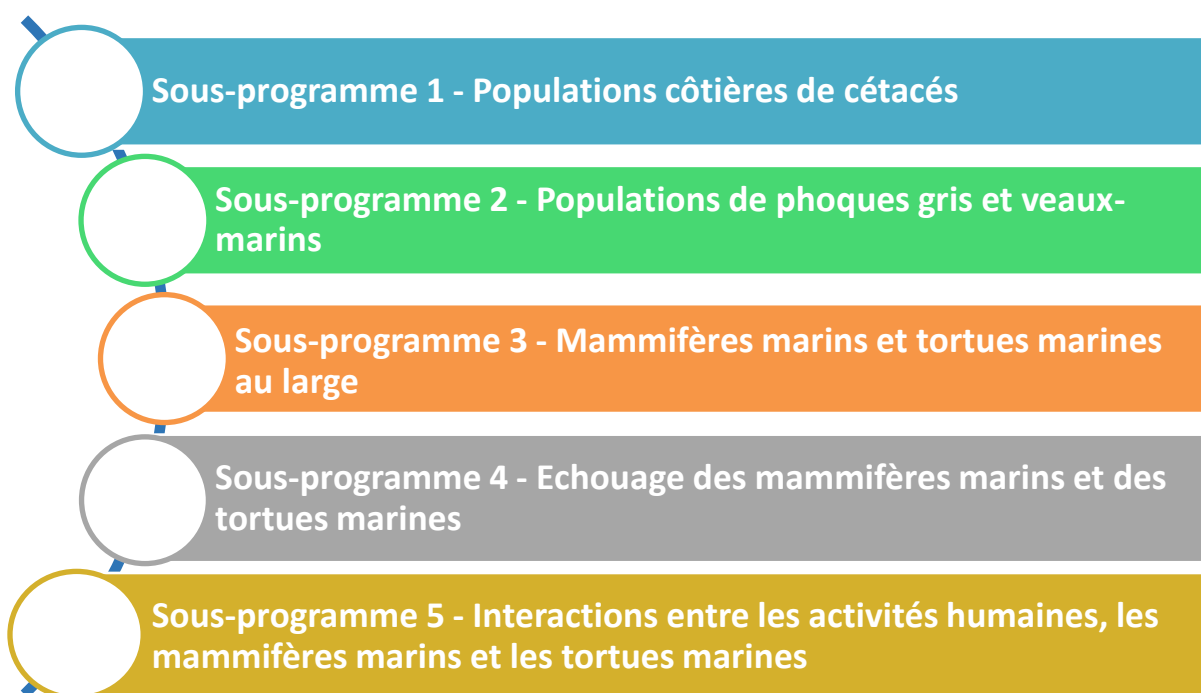 Sous-programme 1 - Populations côtières de cétacés
Sous-programme 2 - Populations de phoques gris et veaux-
marins
Sous-programme 3 - Mammifères marins et tortues marines
au large
Sous-programme 4 - Echouage des mammifères marins et des
tortues marines
Sous-programme 5 - Interactions entre les activités humaines, les
mammifères marins et les tortues marines